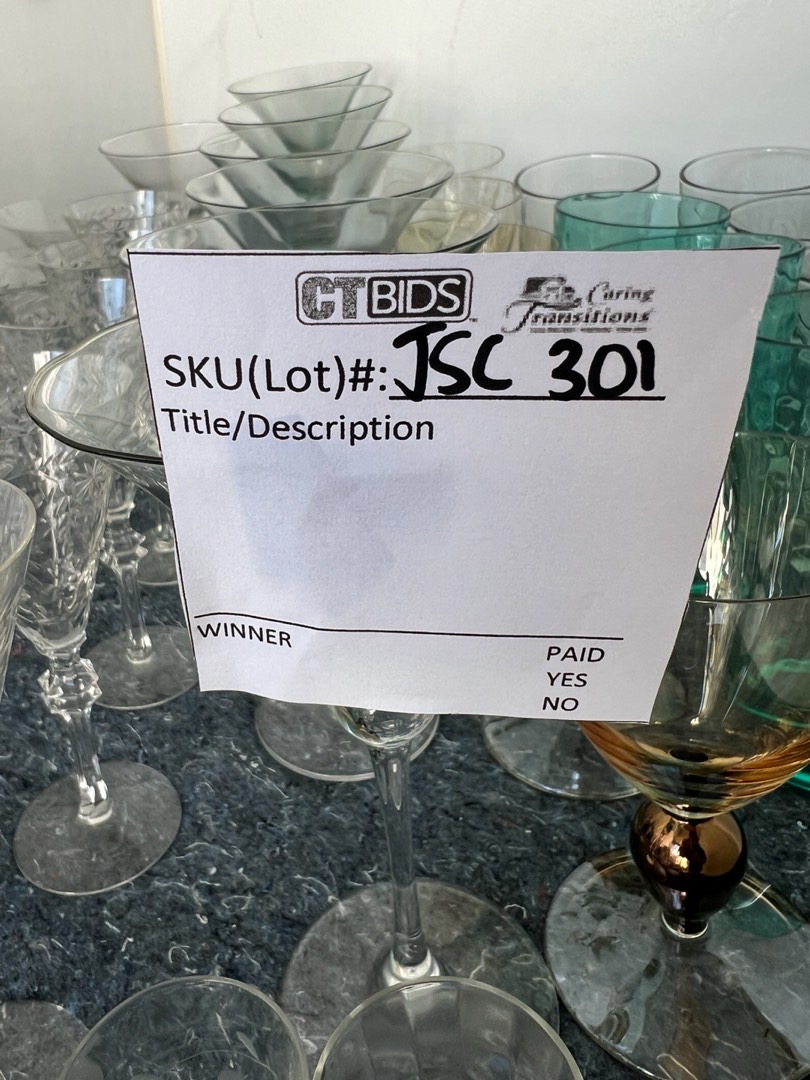 CTBIDS Caring Transitions
SKU(Lot)#: JSC 301
Title/Description
WINNER
PAID
YES
NO